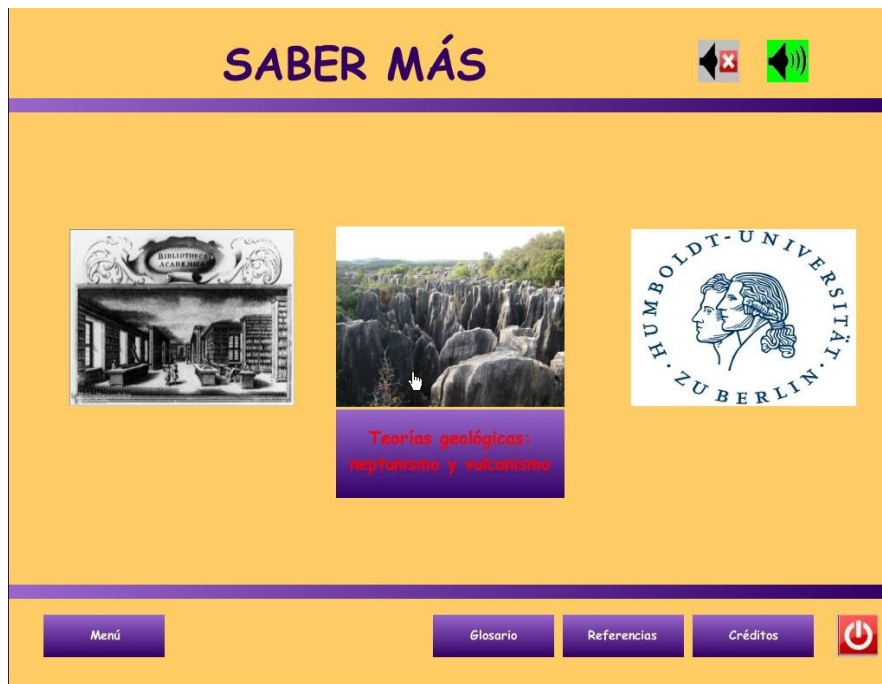 SABER MÁS
BIBLIOTHECA
ACADEMICA
HUMBOLDT-UNIVERSITÄT
ZU BERLIN
Teorías geológicas:
neptunismo y vulcanismo
Menú
Glosario
Referencias
Créditos